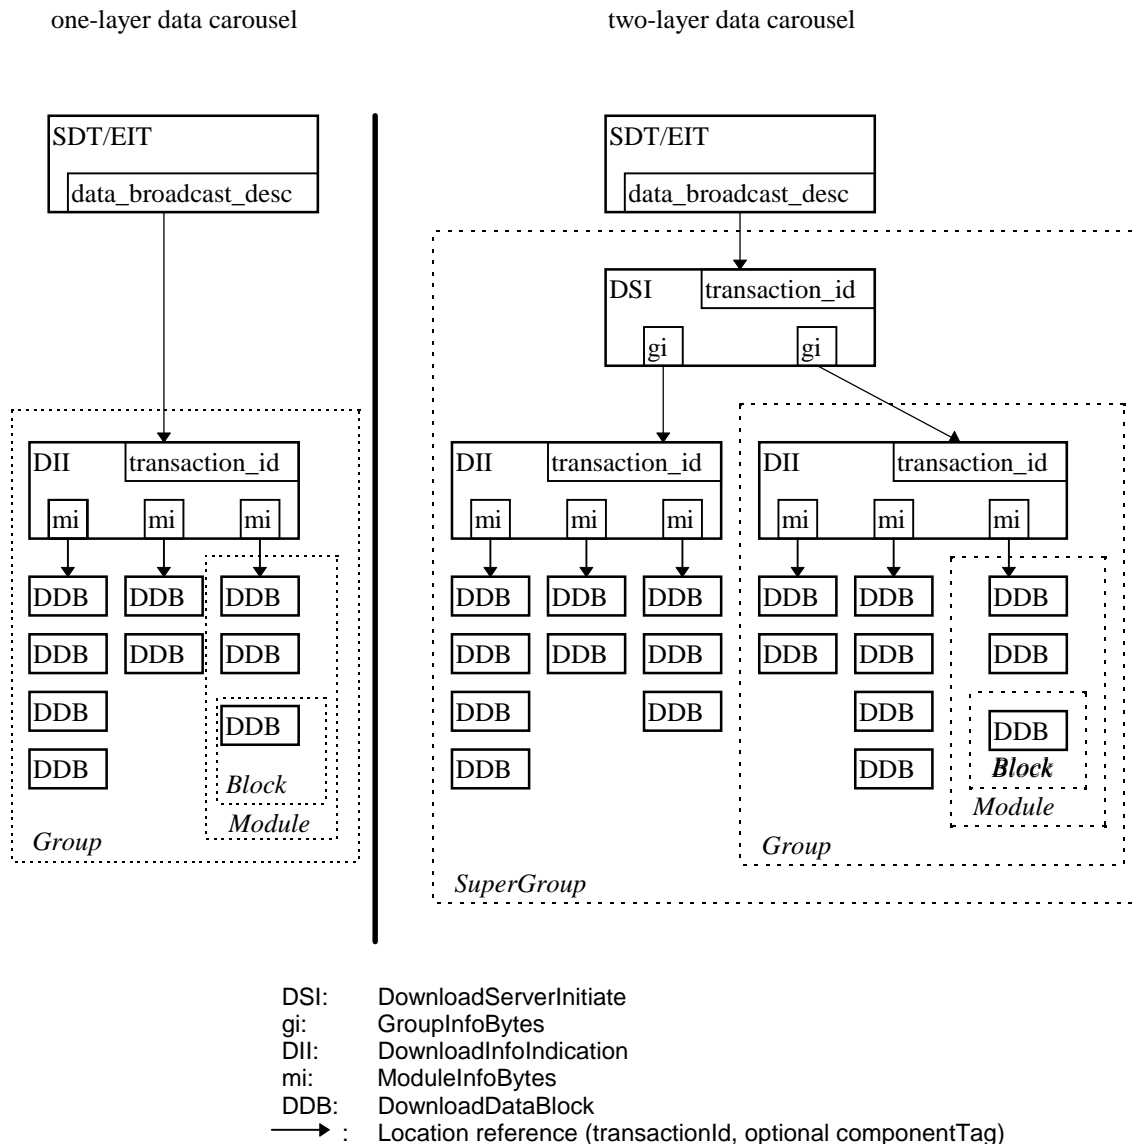 one-layer data carousel
two-layer data carousel
SDT/EIT
data_broadcast_desc
DII
transaction_id
mi mi mi
DDB DDB DDB
DDB DDB DDB
DDB DDB
DDB
Block
Module
Group
SDT/EIT
data_broadcast_desc
DSI
transaction_id
gi gi
DII
transaction_id
mi mi mi
DDB DDB DDB
DDB DDB DDB
DDB DDB
DDB
DII
transaction_id
mi mi mi
DDB DDB DDB
DDB DDB DDB
DDB DDB
DDB
Block
Module
Group
SuperGroup
DSI: DownloadServerInitiate
gi: GroupInfoBytes
DII: DownloadInfoIndication
mi: ModuleInfoBytes
DDB: DownloadDataBlock
: Location reference (transactionId, optional componentTag)